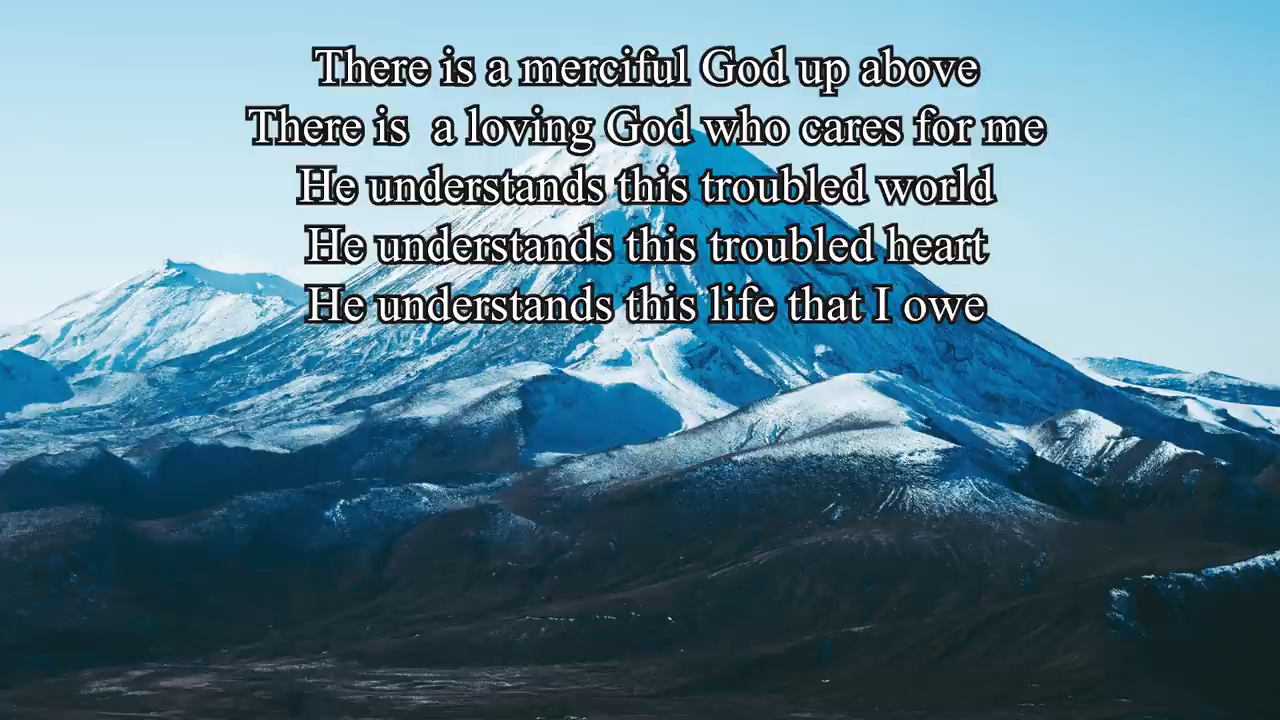 There is a merciful God up above
There is a loving God who cares for me
He understands this troubled world
He understands this troubled heart
He understands this life that I owe